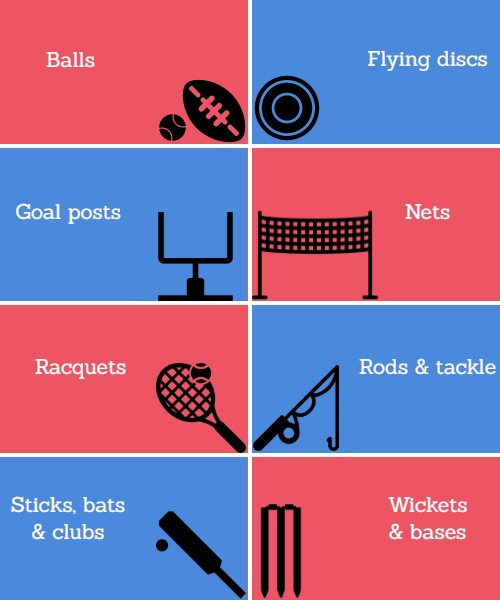 Balls
Flying discs
Goal posts
Nets
Racquets
Rods & tackle
Sticks, bats
& clubs
Wickets
& bases